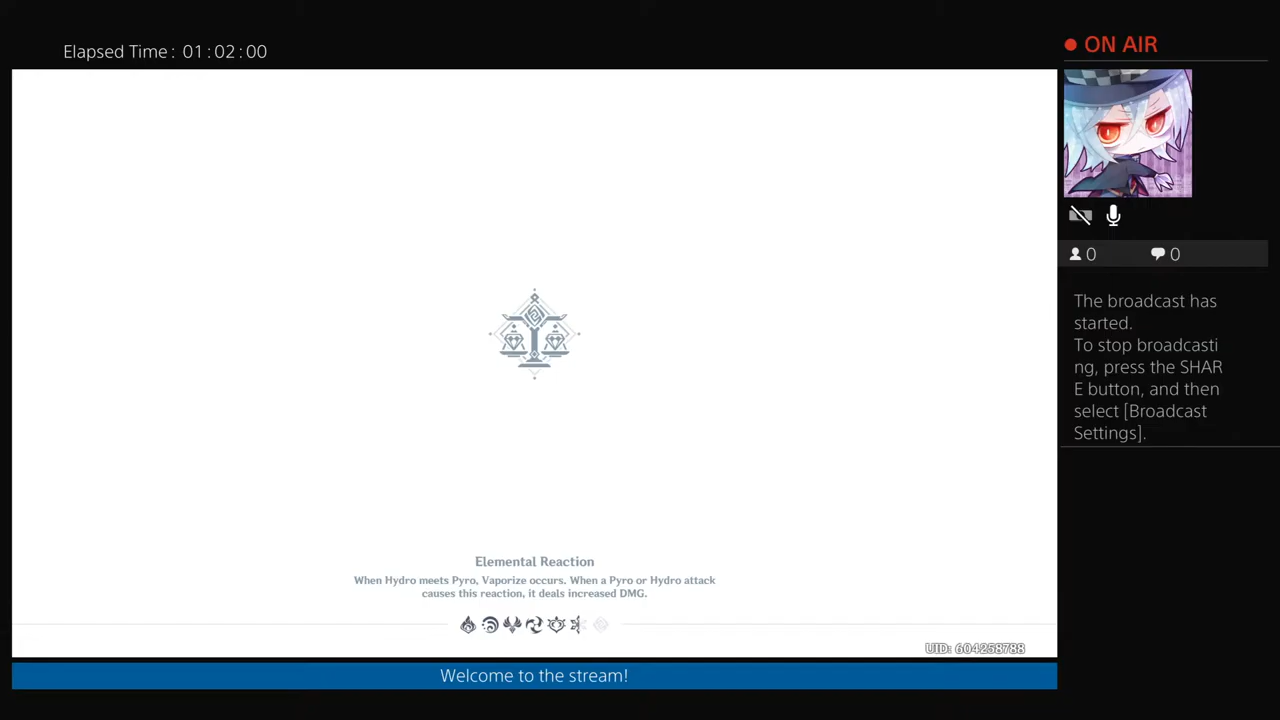 Elapsed Time: 01:02:00
ON AIR
0
0
The broadcast has
started.
To stop broadcasti
ng, press the SHAR
E button, and then
select [Broadcast
Settings].
Elemental Reaction
When Hydro meets Pyro, Vaporize occurs. When a Pyro or Hydro attack
causes this reaction, it deals increased DMG.
UID: 604258788
Welcome to the stream!